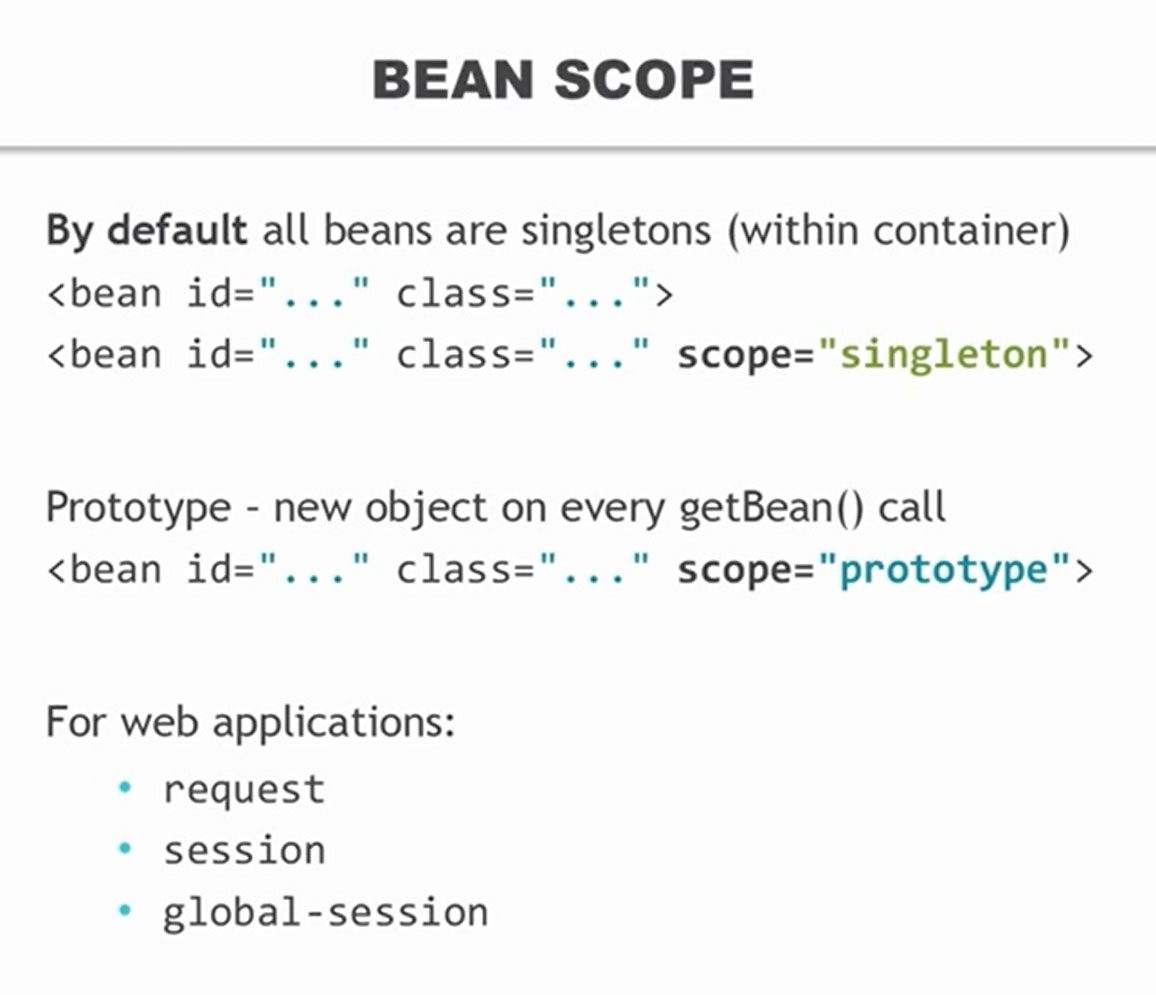 BEAN SCOPE
By default all beans are singletons (within container)
<bean id="..." class="...">
<bean id="..." class="..." scope="singleton">
Prototype - new object on every getBean() call
<bean id="..." class="..." scope="prototype">
For web applications:
• request
• session
• global-session